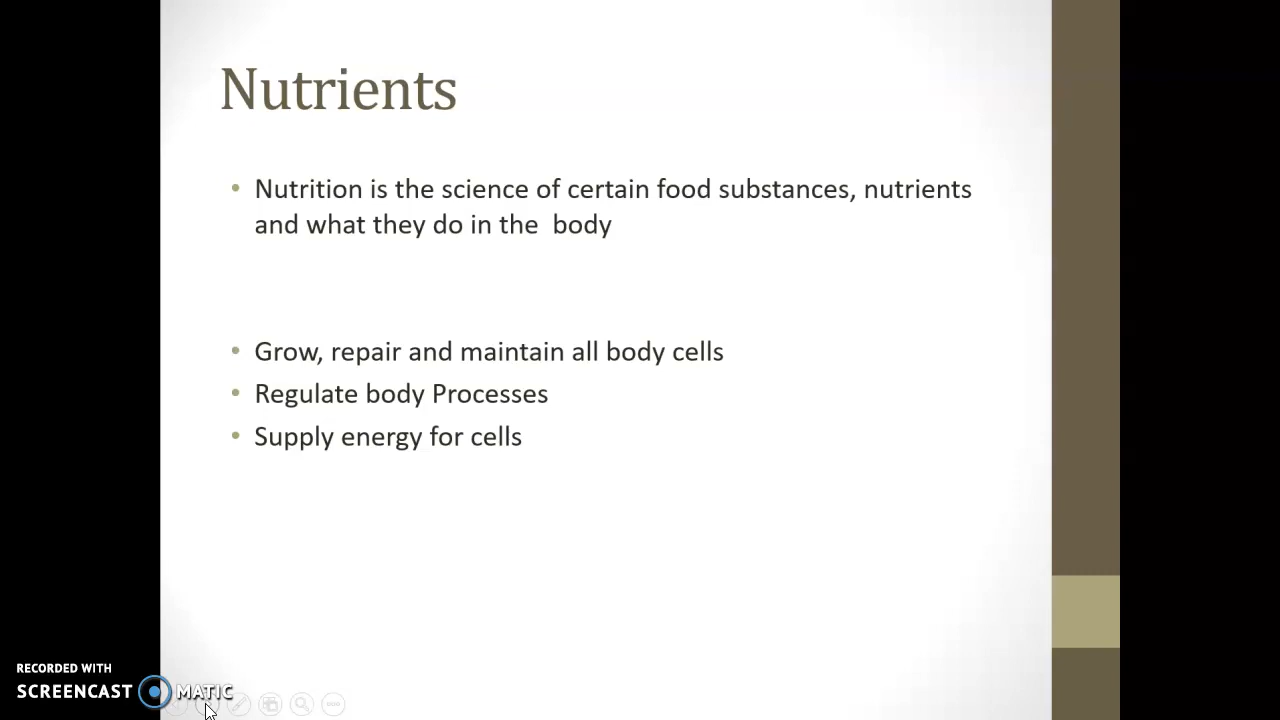 Nutrients
• Nutrition is the science of certain food substances, nutrients
and what they do in the  body
• Grow, repair and maintain all body cells
• Regulate body Processes
• Supply energy for cells
RECORDED WITH
SCREENCAST MATIC